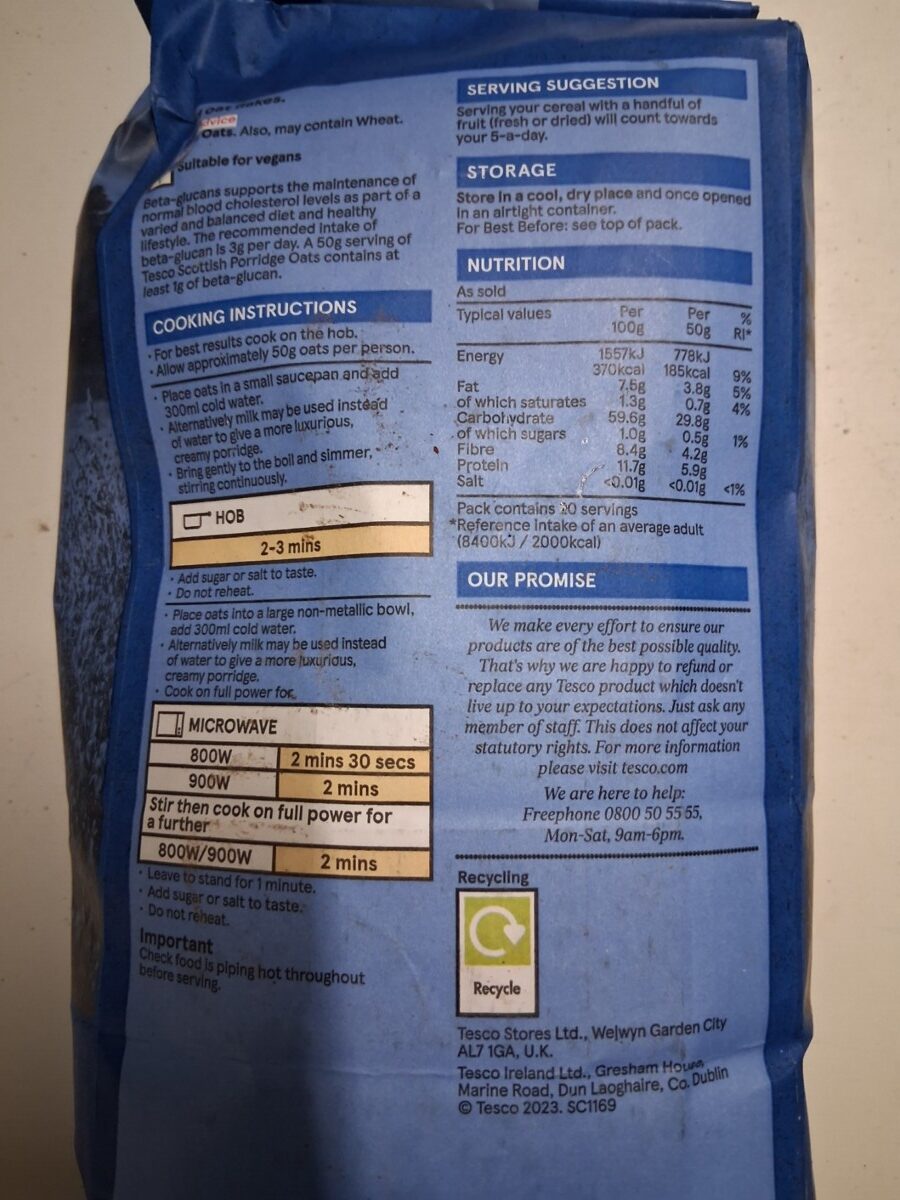 Oats. Also, may contain Wheat.
Suitable for vegans
Beta-glucans supports the maintenance of
normal blood cholesterol levels as part of a
varied and balanced diet and healthy
lifestyle. The recommended intake of
beta-glucan is 3g per day. A 50g serving of
Tesco Scottish Porridge Oats contains at
least 1g of beta-glucan.
COOKING INSTRUCTIONS
• For best results cook on the hob.
• Allow approximately 50g oats per person.
• Place oats in a small saucepan and add
300ml cold water.
• Alternatively milk may be used instead
of water to give a more luxurious,
creamy porridge.
• Bring gently to the boil and simmer,
stirring continuously.
HOB
2-3 mins
• Add sugar or salt to taste.
• Do not reheat.
• Place oats into a large non-metallic bowl,
add 300ml cold water.
• Alternatively milk may be used instead
of water to give a more luxurious,
creamy porridge.
• Cook on full power for
MICROWAVE
800W 2 mins 30 secs
900W 2 mins
Stir then cook on full power for
a further
800W/900W 2 mins
• Leave to stand for 1 minute.
• Add sugar or salt to taste.
• Do not reheat.
Important
Check food is piping hot throughout
before serving.
SERVING SUGGESTION
Serving your cereal with a handful of
fruit (fresh or dried) will count towards
your 5-a-day.
STORAGE
Store in a cool, dry place and once opened
in an airtight container.
For Best Before: see top of pack.
NUTRITION
As sold
Typical values Per Per %
100g 50g RI*
Energy 1557kJ 778kJ
370kcal 185kcal 9%
Fat 7.6g 3.8g 5%
of which saturates 1.3g 0.7g 4%
Carbohydrate 59.6g 29.8g
of which sugars 1.0g 0.5g 1%
Fibre 8.4g 4.2g
Protein 11.7g 5.9g
Salt <0.01g <0.01g <1%
Pack contains 20 servings
*Reference intake of an average adult
(8400kJ / 2000kcal)
OUR PROMISE
We make every effort to ensure our
products are of the best possible quality.
That's why we are happy to refund or
replace any Tesco product which doesn't
live up to your expectations. Just ask any
member of staff. This does not affect your
statutory rights. For more information
please visit tesco.com
We are here to help:
Freephone 0800 50 55 55,
Mon-Sat, 9am-6pm.
Recycling
Recycle
Tesco Stores Ltd., Welwyn Garden City
AL7 1GA, U.K.
Tesco Ireland Ltd., Gresham House,
Marine Road, Dun Laoghaire, Co. Dublin
© Tesco 2023. SC1169